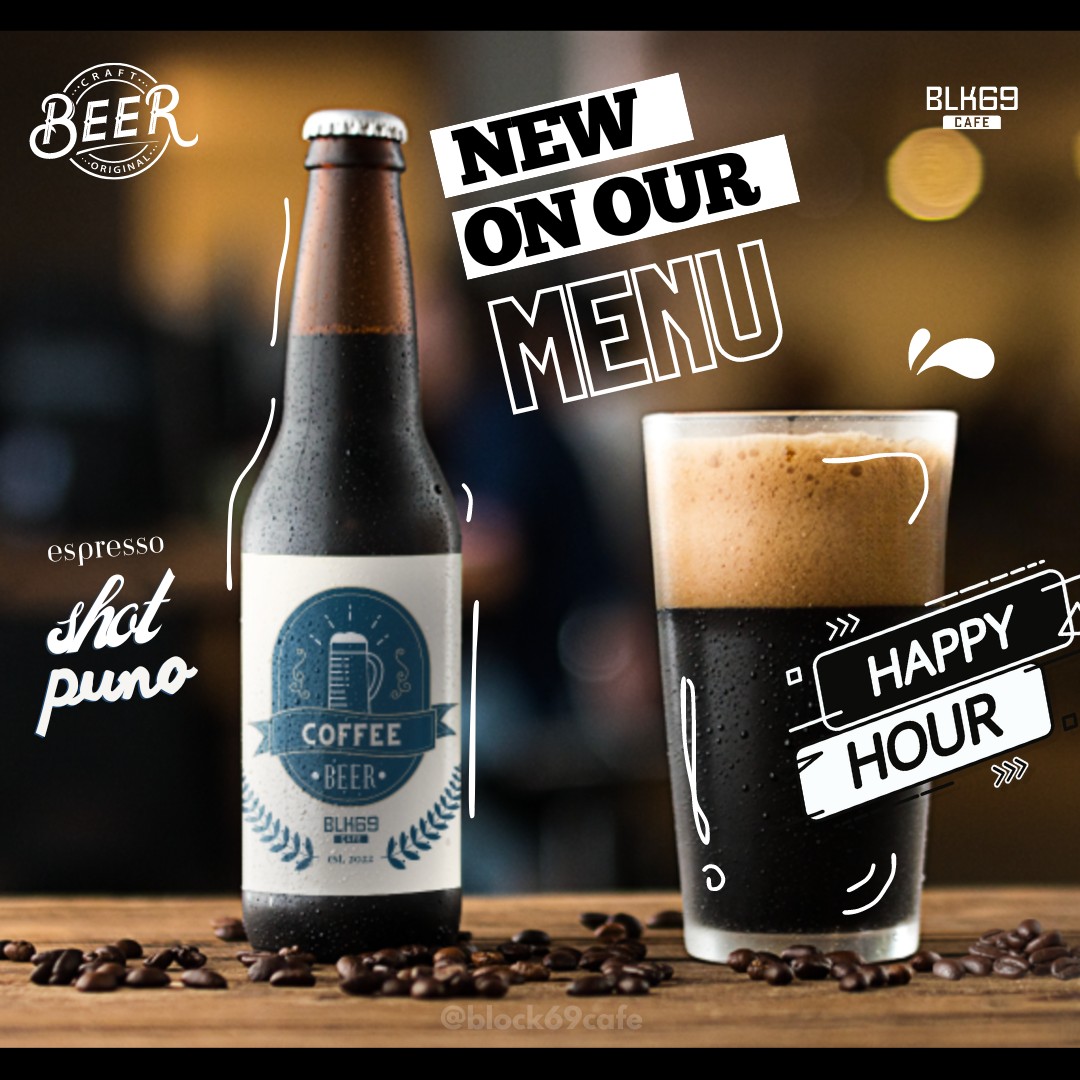 CRAFT
BEER
ORIGINAL
NEW
ON OUR
MENU
BLK69
CAFE
espresso
shot
puno
COFFEE
•BEER•
BLK69
CAFE
est. 2022
HAPPY
HOUR
@block69cafe